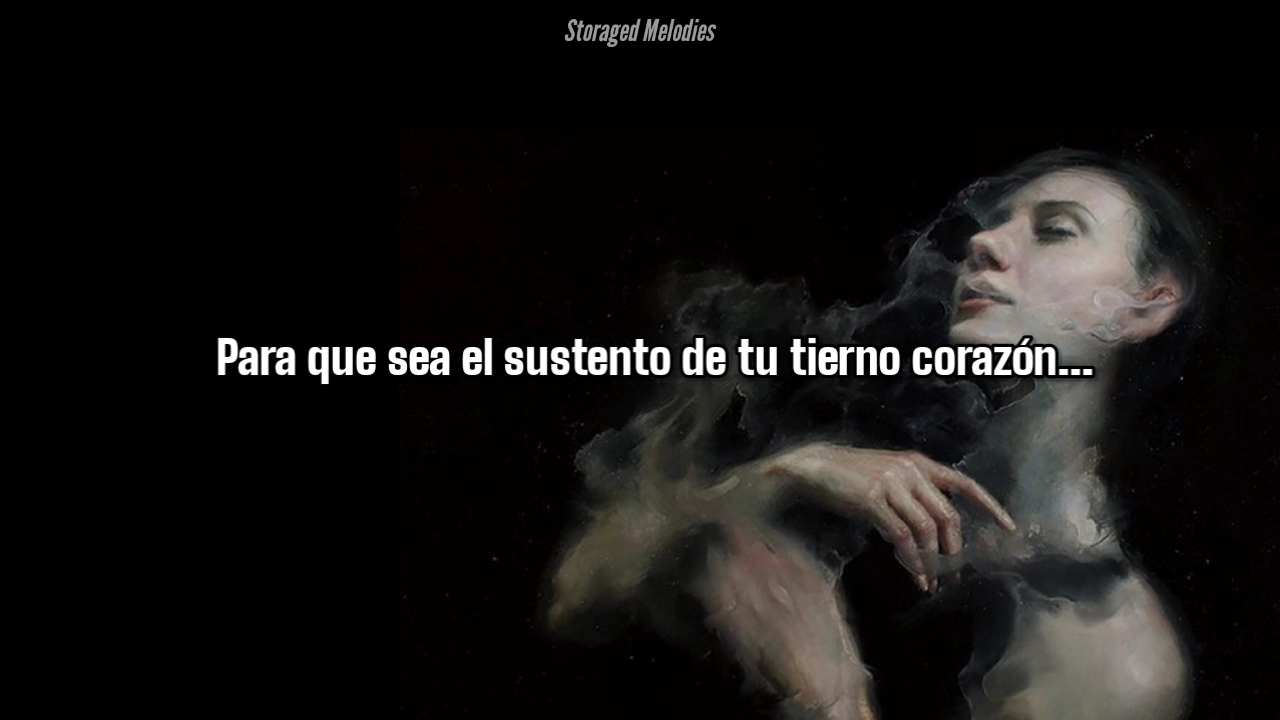 Storaged Melodies
Para que sea el sustento de tu tierno corazón...